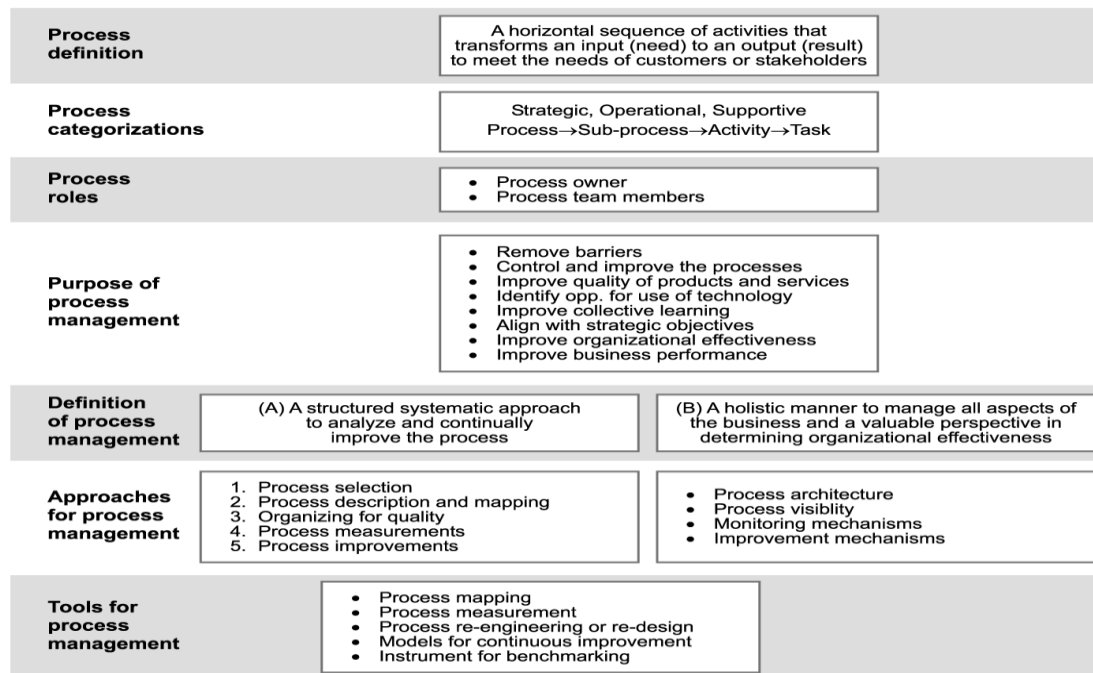 Process
definition
A horizontal sequence of activities that
transforms an input (need) to an output (result)
to meet the needs of customers or stakeholders
Process
categorizations
Strategic, Operational, Supportive
Process→Sub-process→Activity→Task
Process
roles
• Process owner
• Process team members
Purpose of
process
management
• Remove barriers
• Control and improve the processes
• Improve quality of products and services
• Identify opp. for use of technology
• Improve collective learning
• Align with strategic objectives
• Improve organizational effectiveness
• Improve business performance
Definition
of process
management
(A) A structured systematic approach
to analyze and continually
improve the process
(B) A holistic manner to manage all aspects of
the business and a valuable perspective in
determining organizational effectiveness
Approaches
for process
management
1. Process selection
2. Process description and mapping
3. Organizing for quality
4. Process measurements
5. Process improvements
• Process architecture
• Process visiblity
• Monitoring mechanisms
• Improvement mechanisms
Tools for
process
management
• Process mapping
• Process measurement
• Process re-engineering or re-design
• Models for continuous improvement
• Instrument for benchmarking